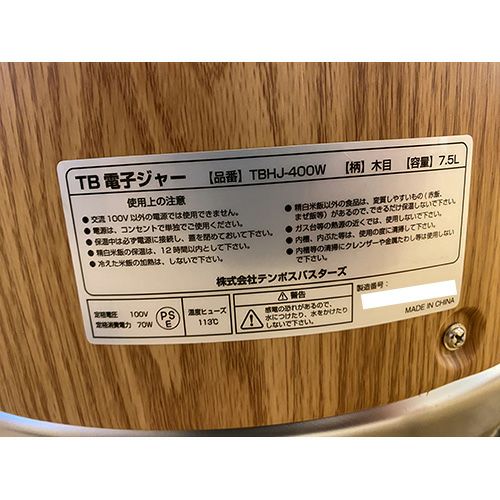 TB 電子ジャー 【品番】 TBHJ-400W 【柄】木目 【容量】7.5L
使用上の注意
● 交流100V以外の電源では使用できません。
● 電源は、コンセントで単独でご使用ください。
● 保温中は必ず電源に接続し、蓋を閉めておいて下さい。
● 精白米飯の保温は、12時間以内として下さい。
● 冷えた米飯の加熱は、しないで下さい。
● 精白米飯以外の食品は、変質しやすいもの(赤飯、
まぜ飯等)があるので、できるだけ保温しないで下さい。
● ガス台等の熱源の近くでは、使用しないで下さい。
● 内槽、内ぶた等は、使用のつど清掃して下さい。
● 内槽等の清掃にクレンザーや金属たわし等は使用しな
いで下さい。
株式会社テンポスバスターズ
定格電圧 100V
定格消費電力 70W
PS
E
温度ヒューズ
113℃
警告
感電の恐れがあるので、
水につけたり、水をかけたり
しないで下さい。
製造番号:
MADE IN CHINA